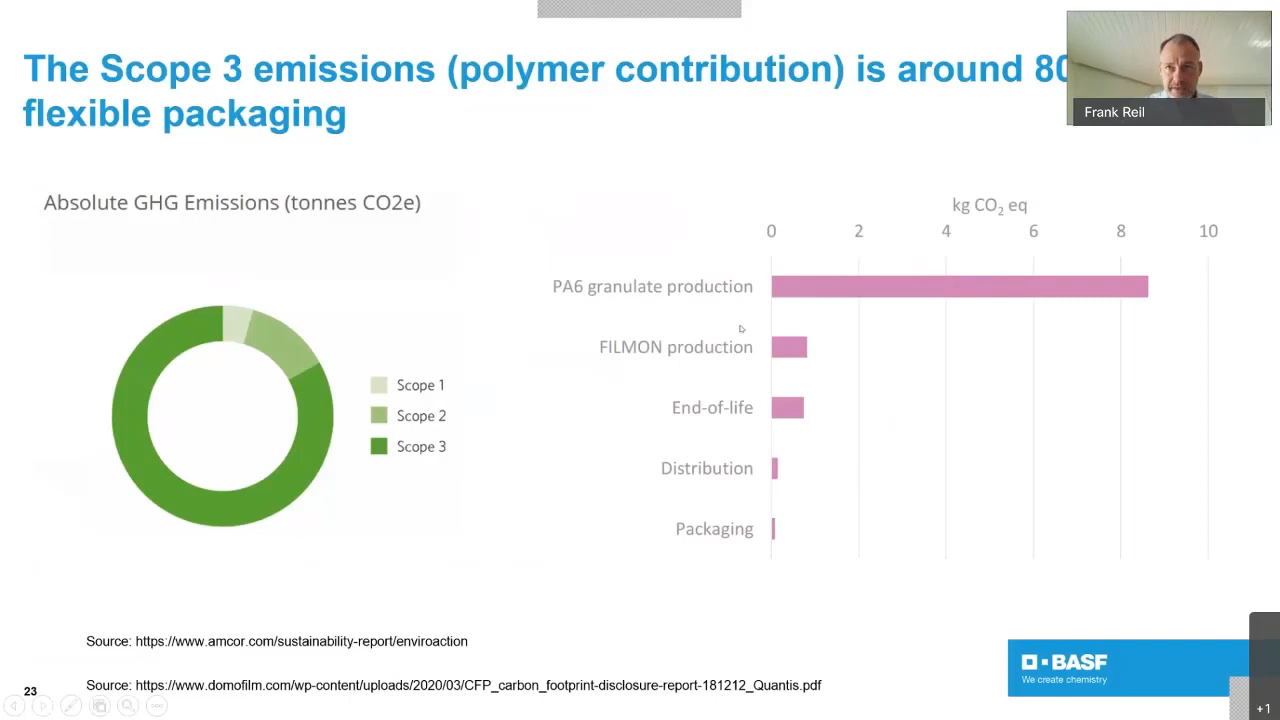 The Scope 3 emissions (polymer contribution) is around 80
flexible packaging
Frank Reil
Absolute GHG Emissions (tonnes CO2e)
Scope 1
Scope 2
Scope 3
kg CO₂ eq
0 2 4 6 8 10
PA6 granulate production
FILMON production
End-of-life
Distribution
Packaging
Source: https://www.amcor.com/sustainability-report/enviroaction
Source: https://www.domofilm.com/wp-content/uploads/2020/03/CFP_carbon_footprint-disclosure-report-181212_Quantis.pdf
23
BASF
We create chemistry
+1